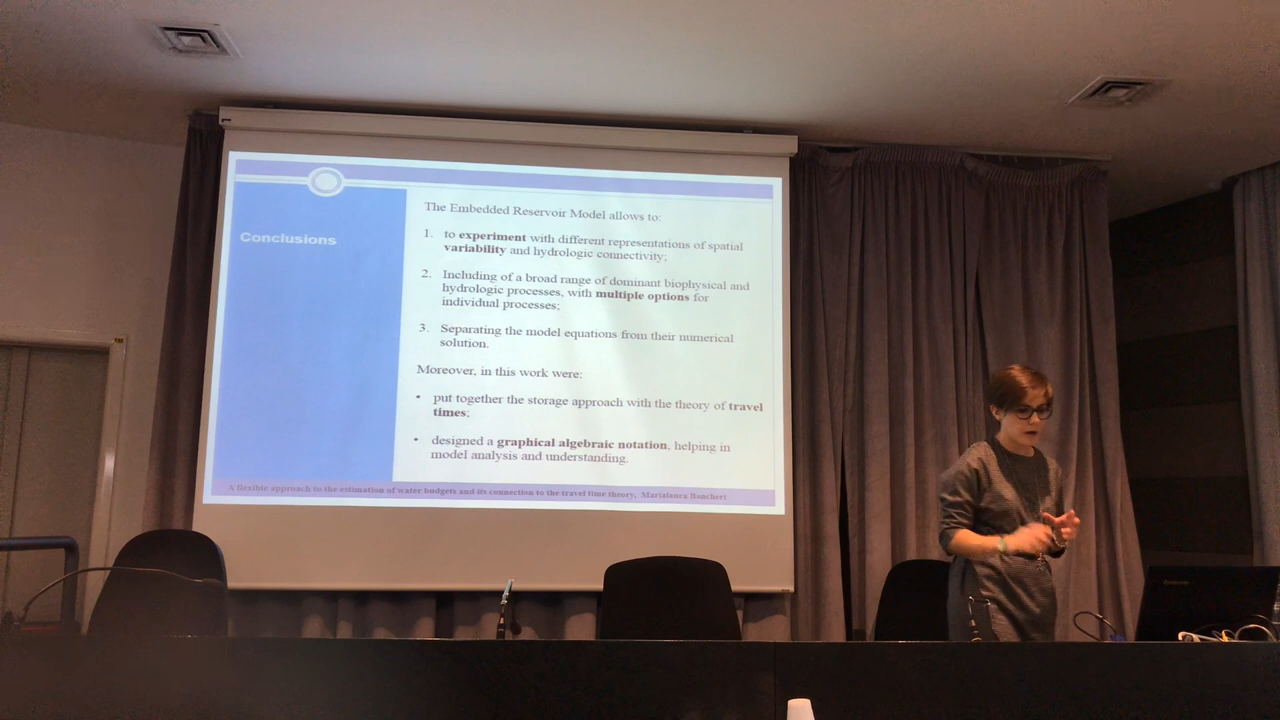 Conclusions
The Embedded Reservoir Model allows to:
1. to experiment with different representations of spatial
variability and hydrologic connectivity;
2. Including of a broad range of dominant biophysical and
hydrologic processes, with multiple options for
individual processes;
3. Separating the model equations from their numerical
solution.
Moreover, in this work were:
• put together the storage approach with the theory of travel
times;
• designed a graphical algebraic notation, helping in
model analysis and understanding.
A flexible approach to the estimation of water budgets and its connection to the travel time theory, Marialaura Bancheri